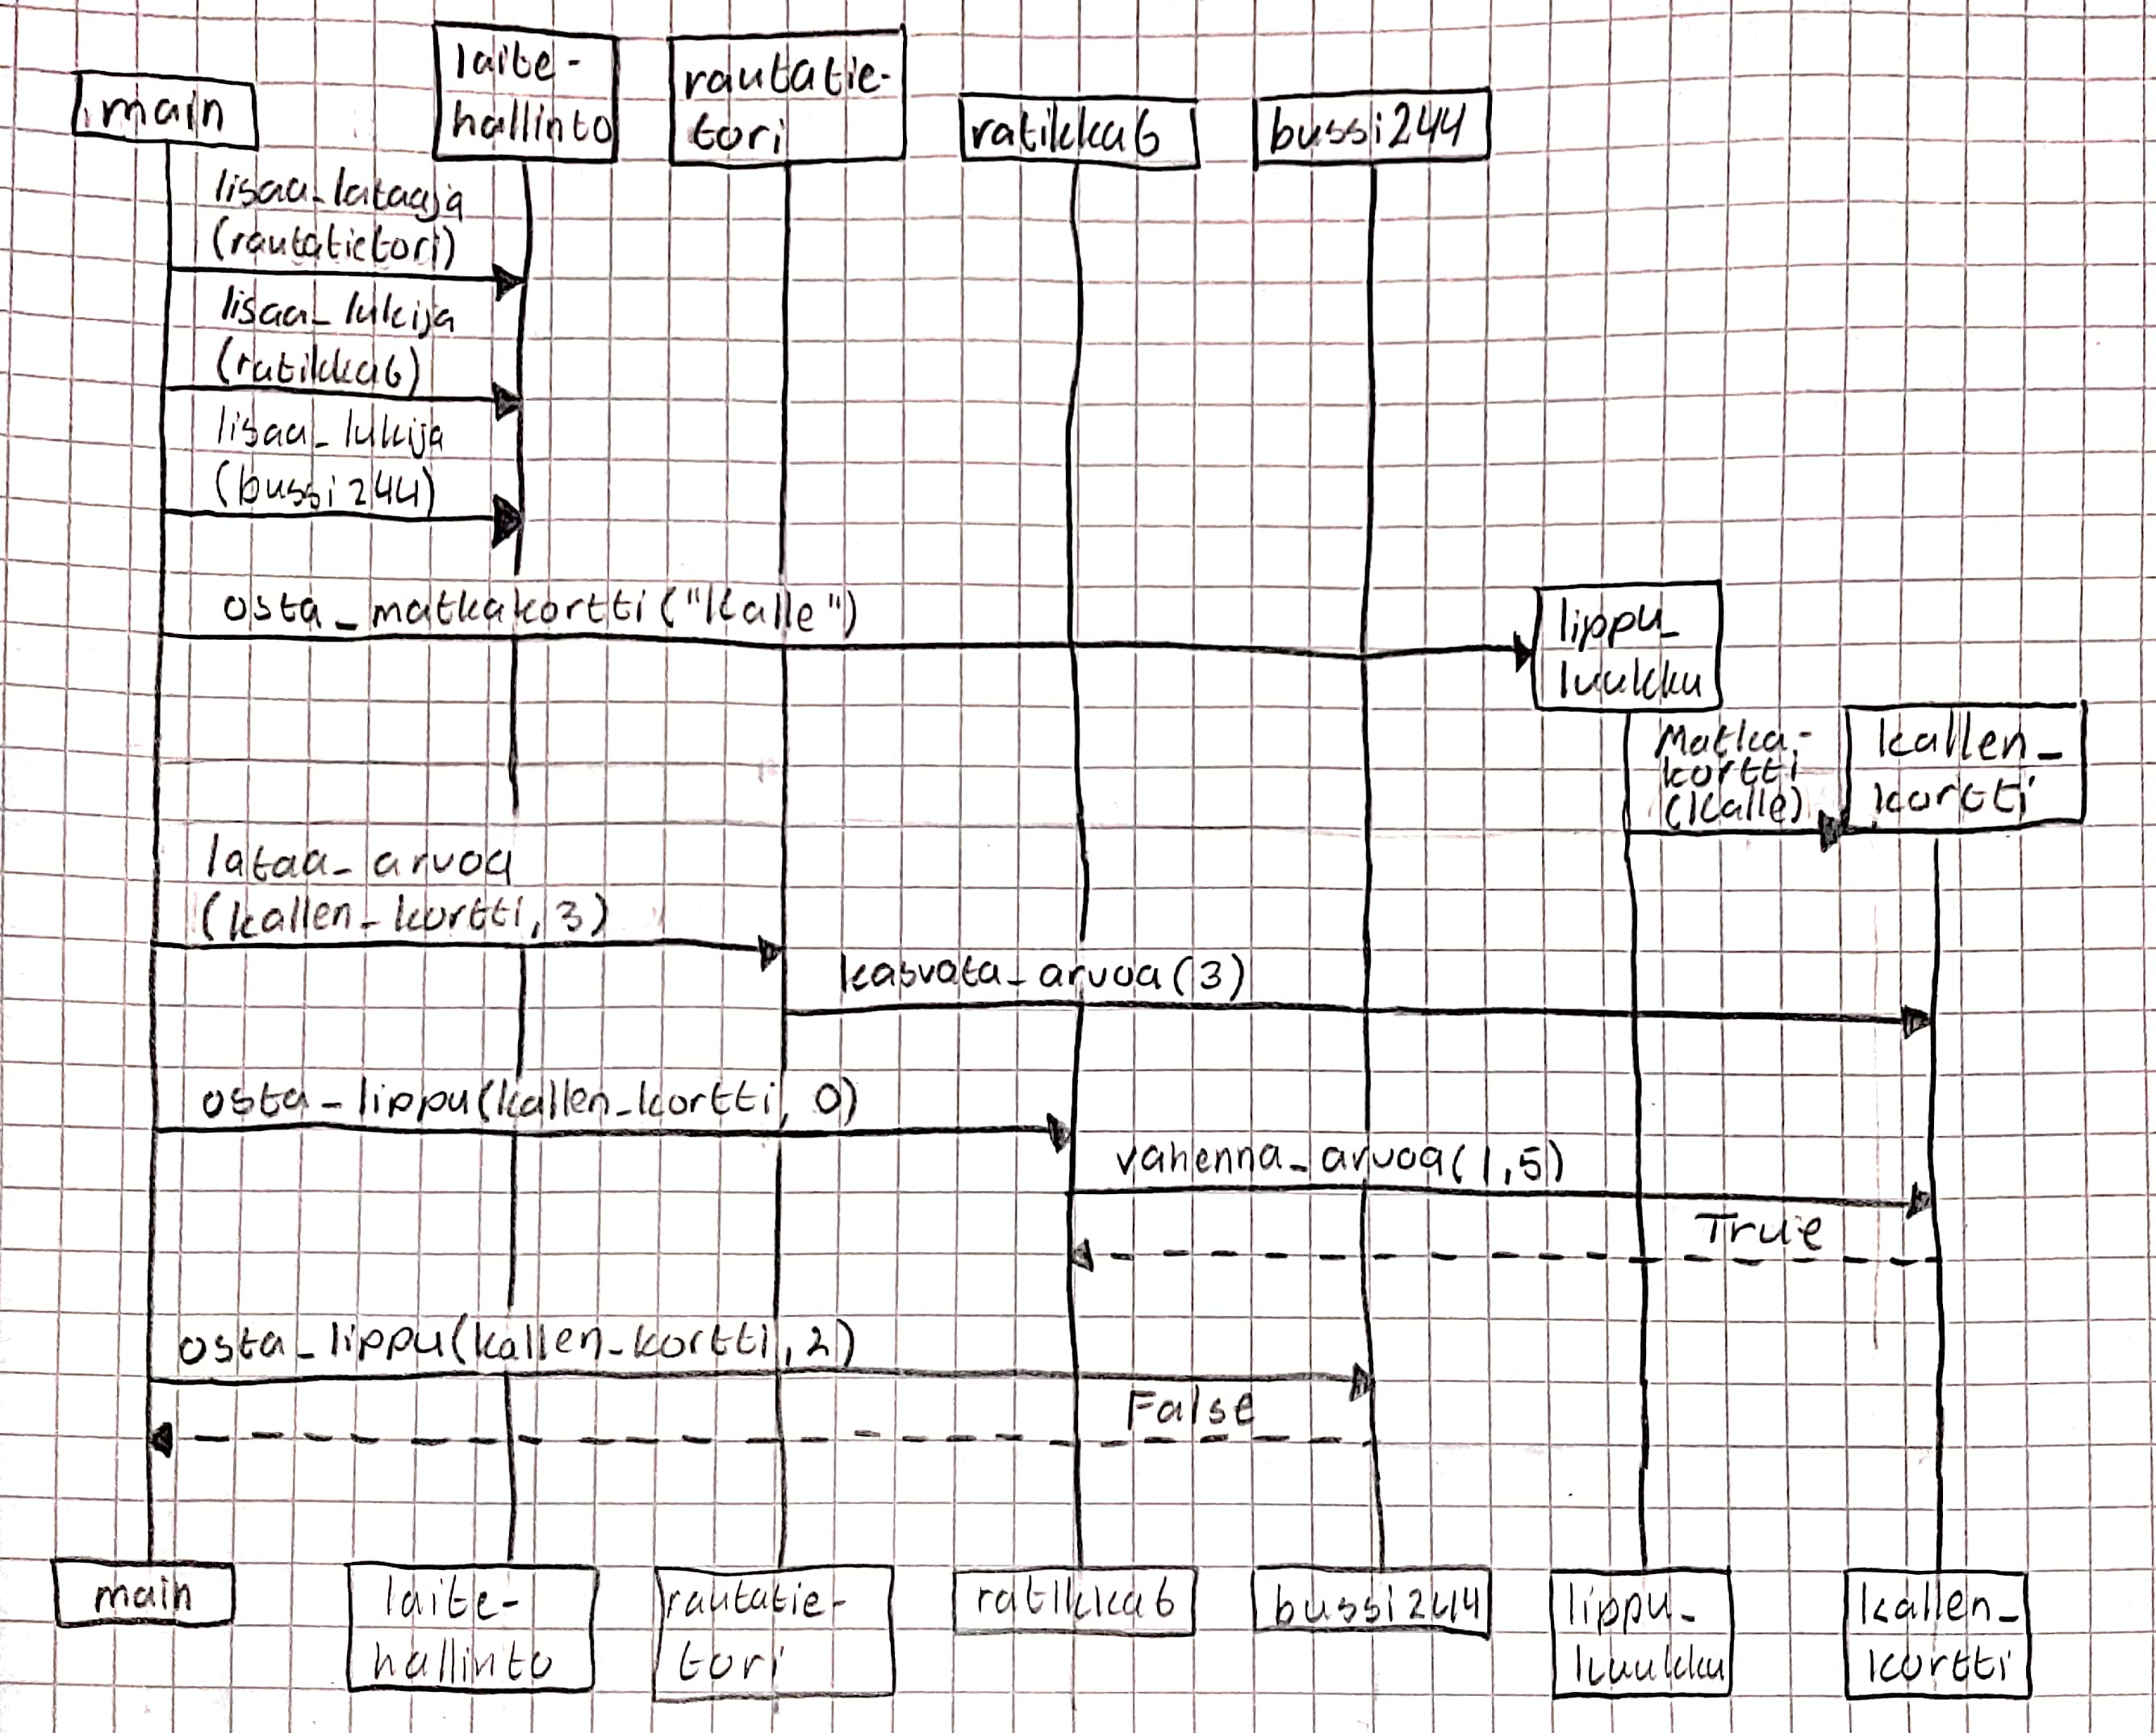 main
laite-
hallinto
rautatie-
tori
ratikka6
bussi244
lisaa_lataaja
(rautatietori)
lisaa_lukija
(ratikka6)
lisaa_lukija
(bussi244)
osta_matkakortti("Kalle")
lippu_
luukku
Matka-
kortti
(Kalle)
kallen_
kortti
lataa_arvoa
(kallen_kortti, 3)
kasvata_arvoa(3)
osta_lippu(kallen_kortti, 0)
vahenna_arvoa(1,5)
True
osta_lippu(kallen_kortti, 2)
False
main
laite-
hallinto
rautatie-
tori
ratikka6
bussi244
lippu_
luukku
kallen_
kortti